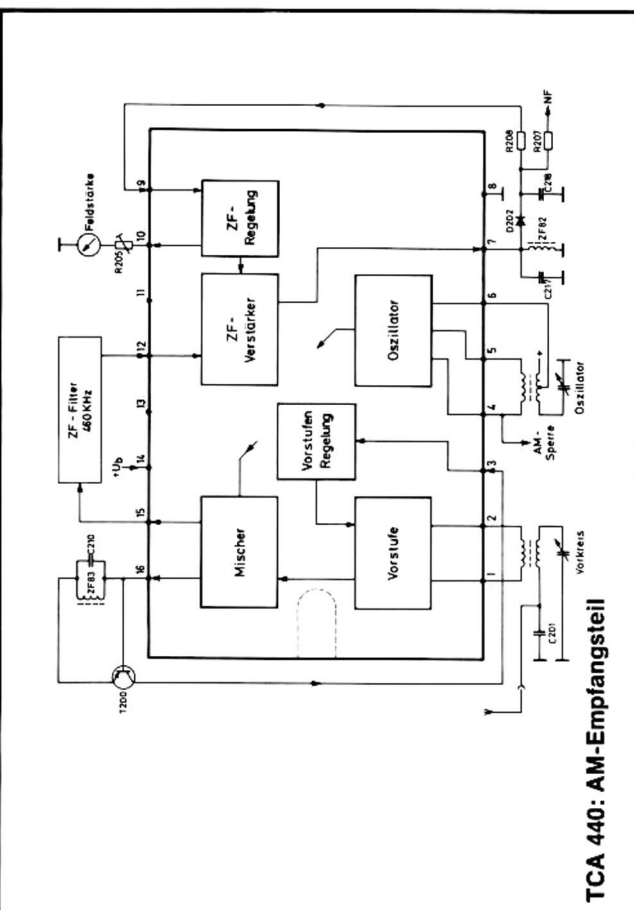 Feldstärke
R205
ZF-Filter
460 KHz
+Ub
ZFB3
C210
T200
16
15
14
13
12
11
10
9
Mischer
Vorstufen
Regelung
ZF-
Verstärker
ZF-
Regelung
Vorstufe
Oszillator
1
2
3
4
5
6
7
8
C201
Vorkreis
AM-
Sperre
+
Oszillator
C217
ZFB2
D202
C218
R208
R207
NF
TCA 440: AM-Empfangsteil